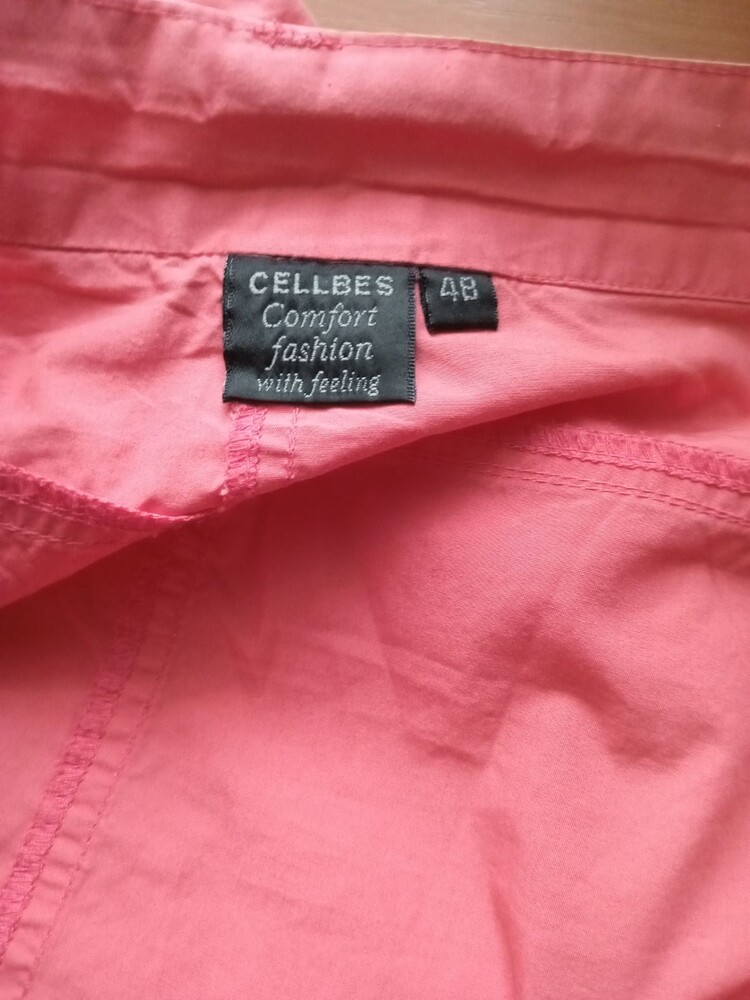 CELLBES
Comfort
fashion
with feeling
48